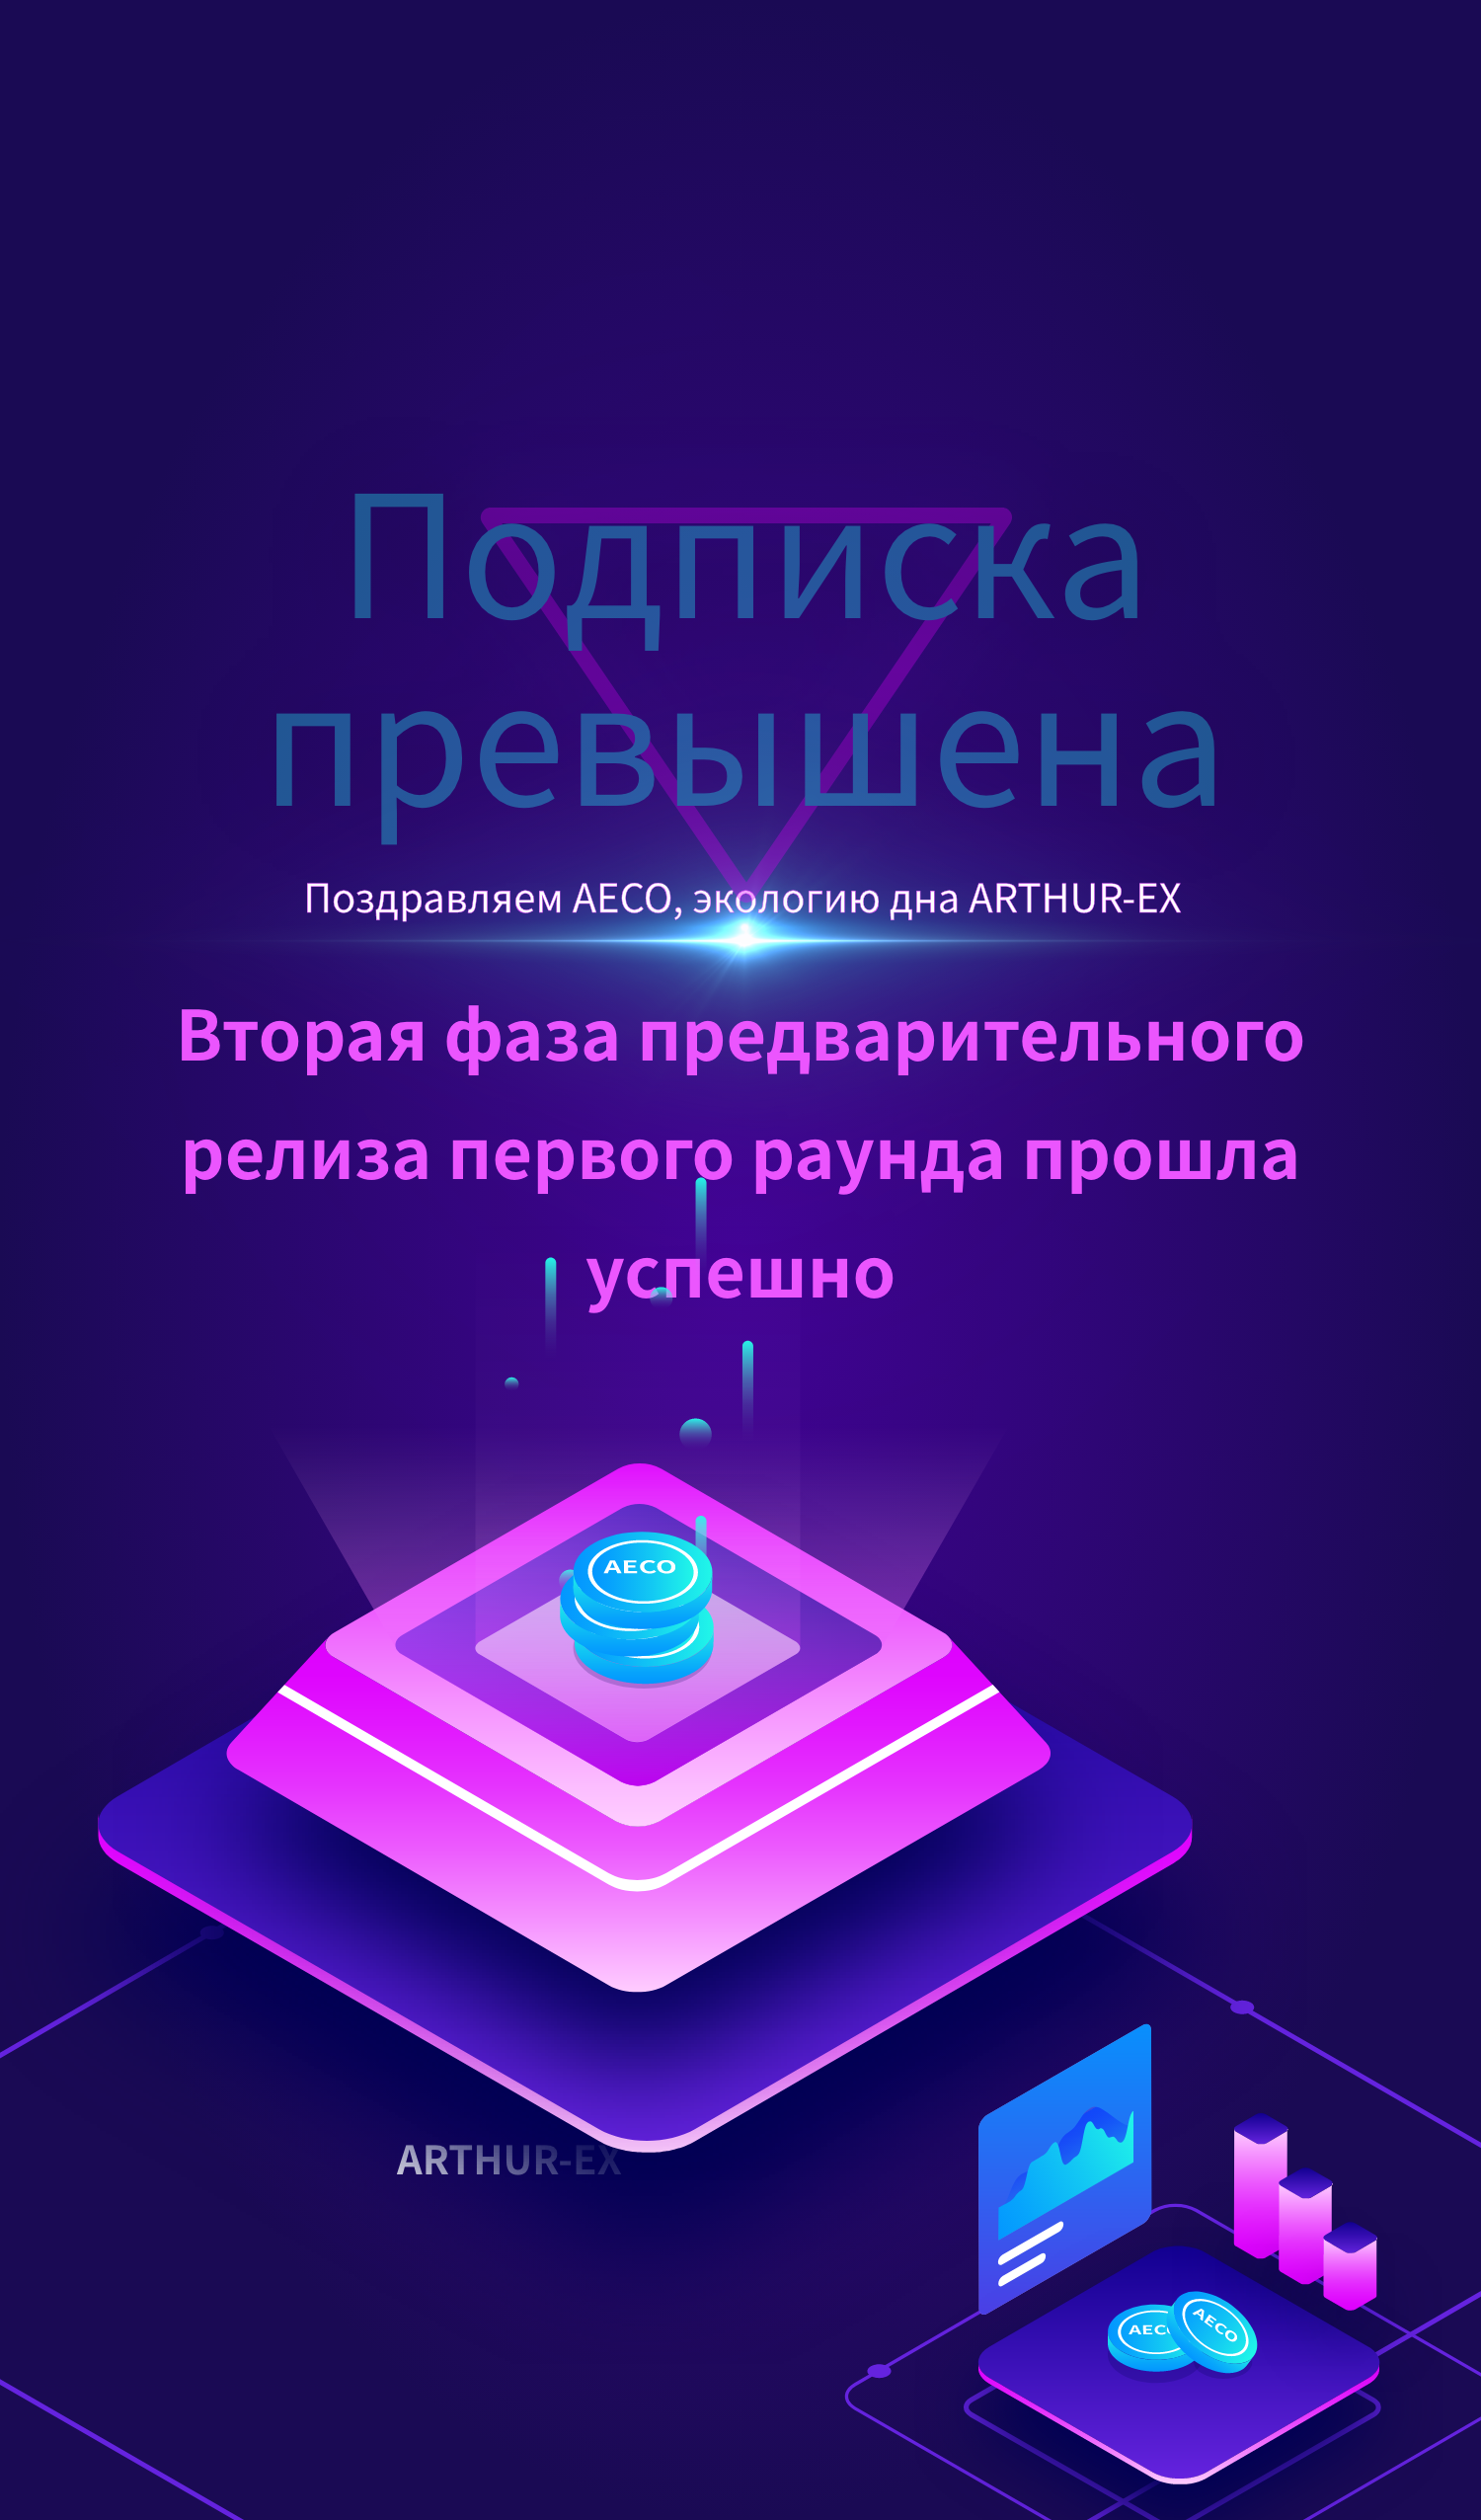 Подписка
превышена
Поздравляем AECO, экологию дна ARTHUR-EX
Вторая фаза предварительного
релиза первого раунда прошла
успешно
AECO
ARTHUR-EX
AECO
AECO